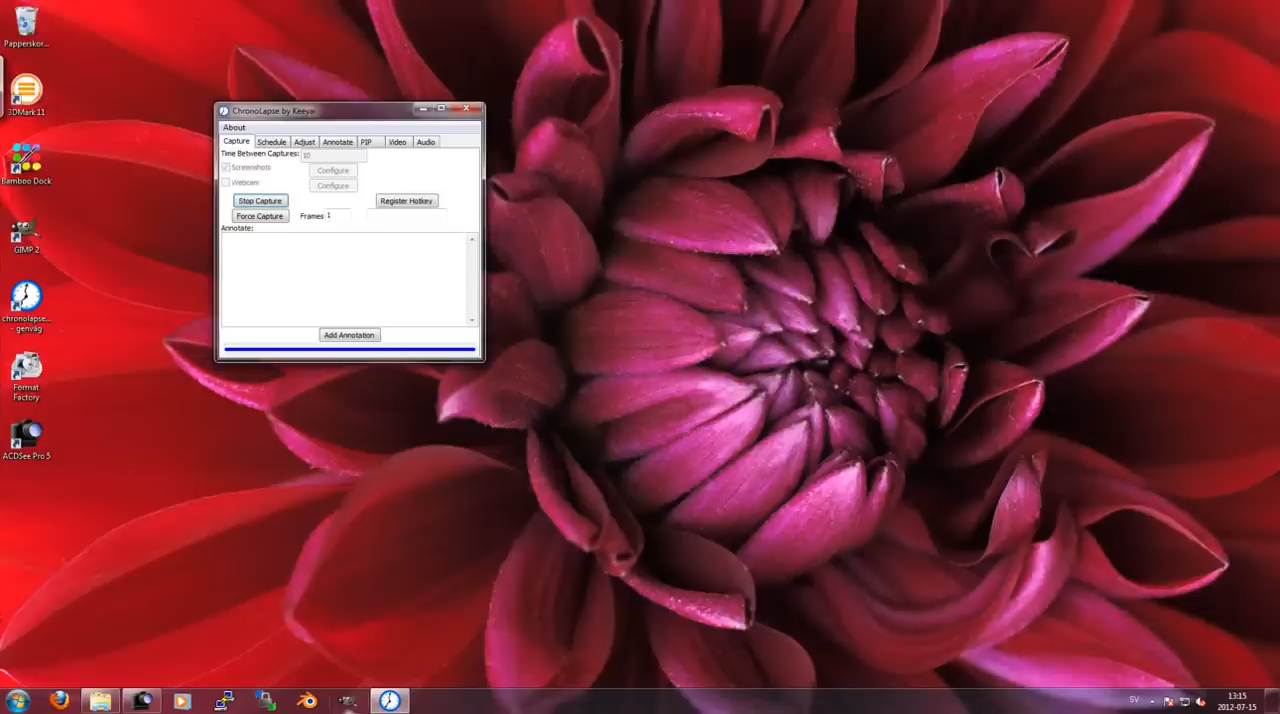 Papperskor...
3DMark 11
Bamboo Dock
GIMP 2
chronolapse...
- genväg
Format
Factory
ACDSee Pro 5
ChronoLapse by Keeyai
About
Capture Schedule Adjust Annotate PIP Video Audio
Time Between Captures: 10
Screenshots Configure
Webcam Configure
Stop Capture Register Hotkey
Force Capture Frames 1
Annotate:
Add Annotation
SV
13:15
2012-07-15